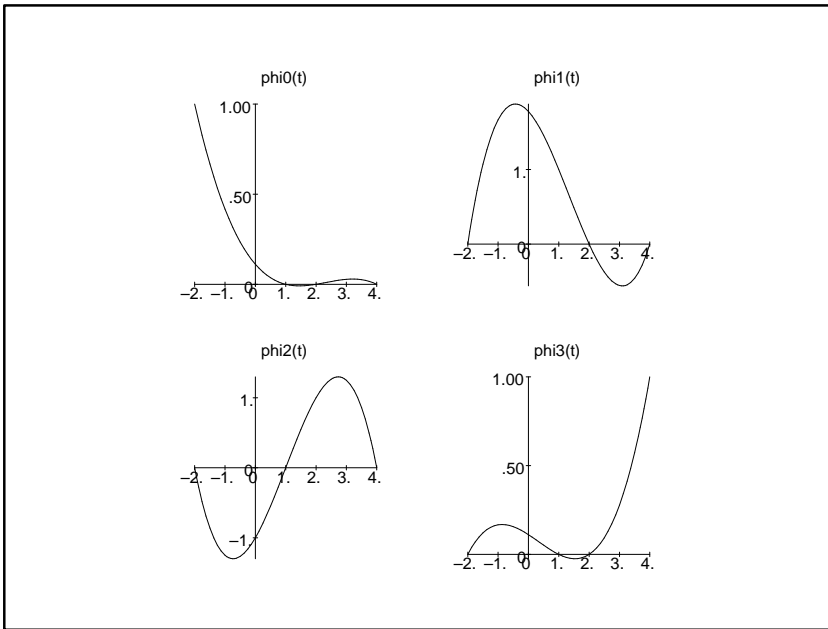 phi0(t)
1.00
.50
0
–2. –1. 0 1. 2. 3. 4.
phi1(t)
1.
0
–2. –1. 0 1. 2. 3. 4.
phi2(t)
1.
0
–2. –1. 0 1. 2. 3. 4.
–1.
phi3(t)
1.00
.50
0
–2. –1. 0 1. 2. 3. 4.